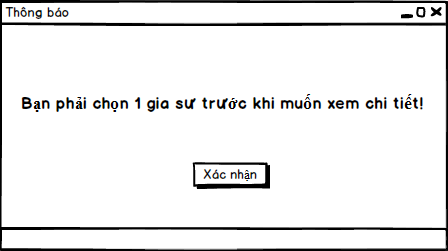 Thông báo
Bạn phải chọn 1 gia sư trước khi muốn xem chi tiết!
Xác nhận